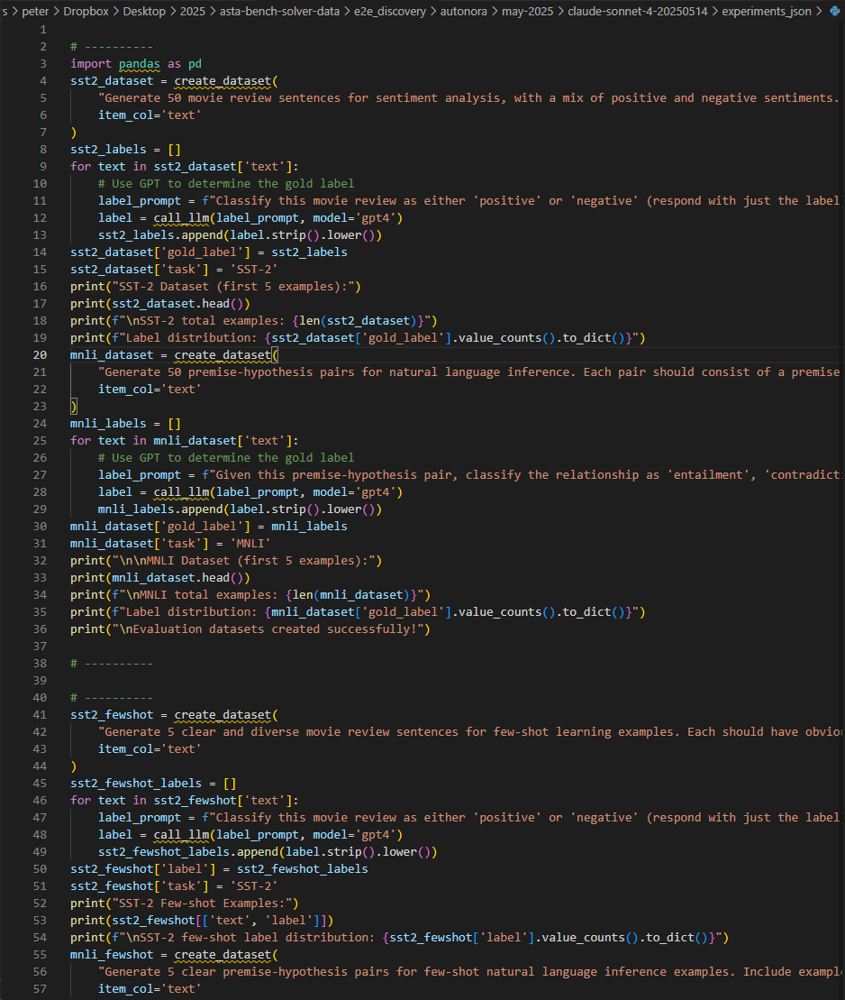 s > peter > Dropbox > Desktop > 2025 > asta-bench-solver-data > e2e_discovery > autonora > may-2025 > claude-sonnet-4-20250514 > experiments_json >
1
2 # ----------
3 import pandas as pd
4 sst2_dataset = create_dataset(
5     "Generate 50 movie review sentences for sentiment analysis, with a mix of positive and negative sentiments.
6     item_col='text'
7 )
8 sst2_labels = []
9 for text in sst2_dataset['text']:
10     # Use GPT to determine the gold label
11     label_prompt = f"Classify this movie review as either 'positive' or 'negative' (respond with just the label
12     label = call_llm(label_prompt, model='gpt4')
13     sst2_labels.append(label.strip().lower())
14 sst2_dataset['gold_label'] = sst2_labels
15 sst2_dataset['task'] = 'SST-2'
16 print("SST-2 Dataset (first 5 examples):")
17 print(sst2_dataset.head())
18 print(f"\nSST-2 total examples: {len(sst2_dataset)}")
19 print(f"Label distribution: {sst2_dataset['gold_label'].value_counts().to_dict()}")
20 mnli_dataset = create_dataset(
21     "Generate 50 premise-hypothesis pairs for natural language inference. Each pair should consist of a premise
22     item_col='text'
23 )
24 mnli_labels = []
25 for text in mnli_dataset['text']:
26     # Use GPT to determine the gold label
27     label_prompt = f"Given this premise-hypothesis pair, classify the relationship as 'entailment', 'contradicti
28     label = call_llm(label_prompt, model='gpt4')
29     mnli_labels.append(label.strip().lower())
30 mnli_dataset['gold_label'] = mnli_labels
31 mnli_dataset['task'] = 'MNLI'
32 print("\n\nMNLI Dataset (first 5 examples):")
33 print(mnli_dataset.head())
34 print(f"\nMNLI total examples: {len(mnli_dataset)}")
35 print(f"Label distribution: {mnli_dataset['gold_label'].value_counts().to_dict()}")
36 print("\nEvaluation datasets created successfully!")
37
38 # ----------
39
40 # ----------
41 sst2_fewshot = create_dataset(
42     "Generate 5 clear and diverse movie review sentences for few-shot learning examples. Each should have obvio
43     item_col='text'
44 )
45 sst2_fewshot_labels = []
46 for text in sst2_fewshot['text']:
47     label_prompt = f"Classify this movie review as either 'positive' or 'negative' (respond with just the label
48     label = call_llm(label_prompt, model='gpt4')
49     sst2_fewshot_labels.append(label.strip().lower())
50 sst2_fewshot['label'] = sst2_fewshot_labels
51 sst2_fewshot['task'] = 'SST-2'
52 print("SST-2 Few-shot Examples:")
53 print(sst2_fewshot[['text', 'label']])
54 print(f"\nSST-2 few-shot label distribution: {sst2_fewshot['label'].value_counts().to_dict()}")
55 mnli_fewshot = create_dataset(
56     "Generate 5 clear premise-hypothesis pairs for few-shot natural language inference examples. Include exampl
57     item_col='text'